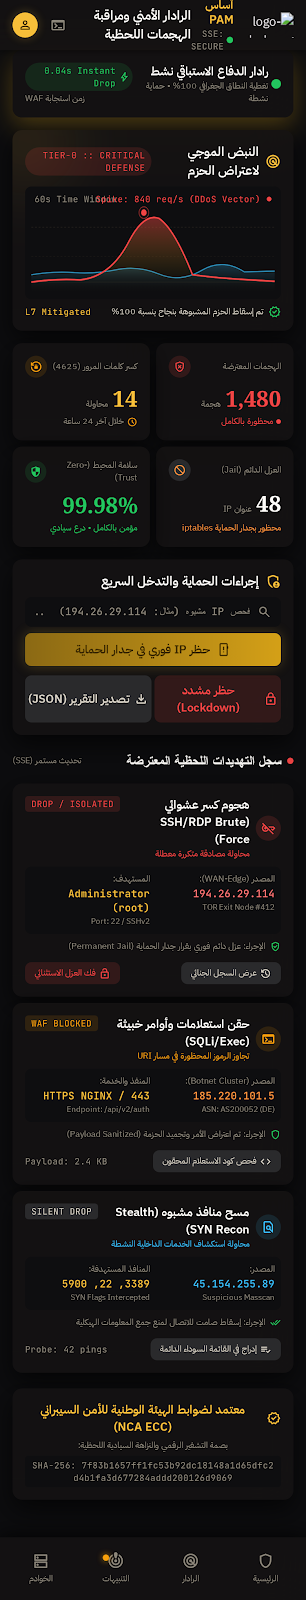 logo-
أساس
PAM
SSE:
SECURE
الرادار الأمني ومراقبة
الهجمات اللحظية
رادار الدفاع الاستباقي نشط
تغطية النطاق الجغرافي 100% • حماية
نشطة
0.04s Instant
Drop
زمن استجابة WAF
النبض الموجي
لاعتراض الحزم
TIER-0 :: CRITICAL
DEFENSE
60s Time Window
Spike: 840 req/s (DDoS Vector)
تم إسقاط الحزم المشبوهة بنجاح بنسبة 100%
L7 Mitigated
الهجمات المعترضة
1,480 هجمة
محظورة بالكامل
كسر كلمات المرور (4625)
14 محاولة
خلال آخر 24 ساعة
العزل الدائم (Jail)
48 عنوان IP
محظور بجدار الحماية iptables
سلامة المحيط (Zero-
Trust)
99.98%
مؤمن بالكامل • درع سيادي
إجراءات الحماية والتدخل السريع
فحص IP مشبوه (مثال: 194.26.29.114) ..
حظر IP فوري في جدار الحماية
حظر مشدد
(Lockdown)
تصدير التقرير (JSON)
سجل التهديدات اللحظية المعترضة
تحديث مستمر (SSE)
هجوم كسر عشوائي
SSH/RDP Brute)
(Force
محاولة مصادقة متكررة معطلة
DROP / ISOLATED
المصدر (WAN-Edge):
194.26.29.114
TOR Exit Node #412
المستهدف:
Administrator
(root)
Port: 22 / SSHv2
الإجراء: عزل دائم فوري بقرار جدار الحماية (Permanent Jail)
عرض السجل الجنائي
فك العزل الاستثنائي
حقن استعلامات وأوامر خبيثة
(SQLi/Exec)
تجاوز الرموز المحظورة في مسار URI
WAF BLOCKED
المصدر (Botnet Cluster):
185.220.101.5
ASN: AS200052 (DE)
المنفذ والخدمة:
HTTPS NGINX / 443
Endpoint: /api/v2/auth
الإجراء: تم اعتراض الأمر وتجميد الحزمة (Payload Sanitized)
فحص كود الاستعلام المحقون
Payload: 2.4 KB
مسح منافذ مشبوه (Stealth
SYN Recon)
محاولة استكشاف الخدمات الداخلية النشطة
SILENT DROP
المصدر:
45.154.255.89
Suspicious Masscan
المنافذ المستهدفة:
3389, 22, 5900
SYN Flags Intercepted
الإجراء: إسقاط صامت للاتصال لمنع جمع المعلومات الهيكلية
إدراج في القائمة السوداء الدائمة
Probe: 42 pings
معتمد لضوابط الهيئة الوطنية للأمن السيبراني
(NCA ECC)
بصمة التشفير الرقمي والنزاهة السيادية اللحظية:
SHA-256: 7f83b1657ff1fc53b92dc18148a1d65dfc2
d4b1fa3d677284addd200126d9069
الرئيسية
الرادار
التنبيهات
الخوادم